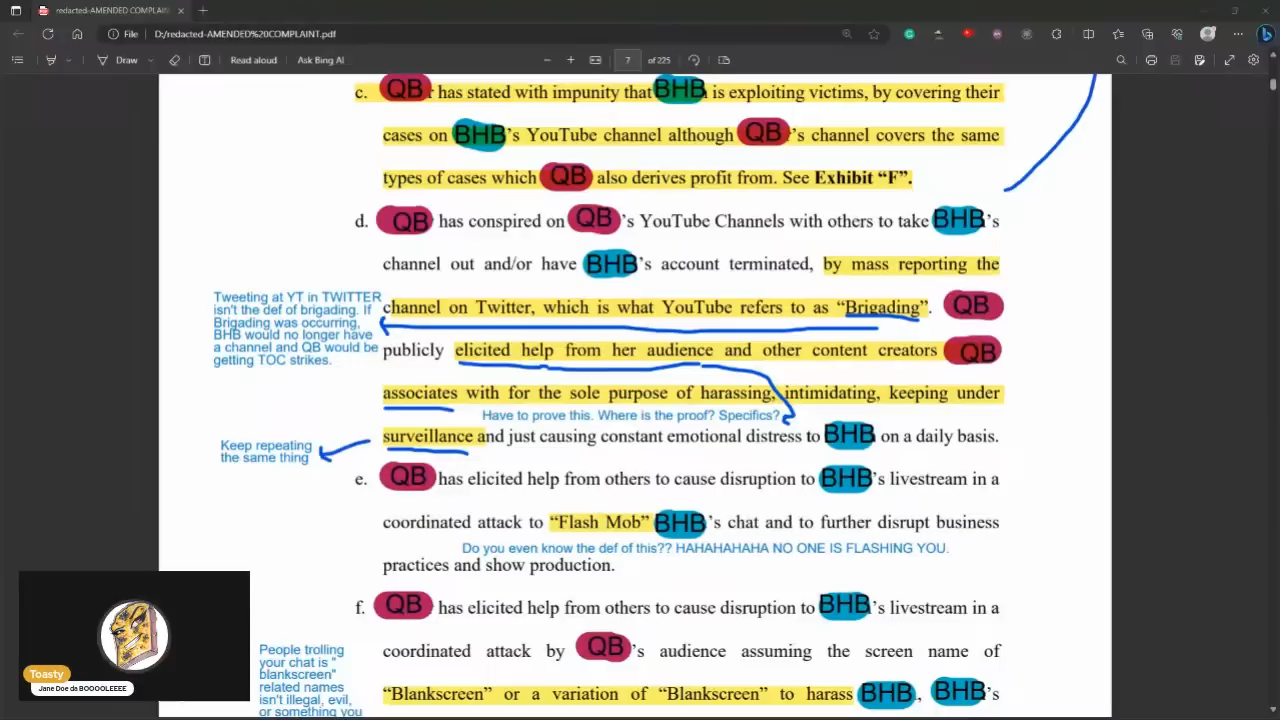 redacted-AMENDED COMPLAIN
File
D:/redacted-AMENDED%20COMPLAINT.pdf
Draw
Read aloud
Ask Bing AI
7
of 225
c. QB r has stated with impunity that BHB is exploiting victims, by covering their
cases on BHB 's YouTube channel although QB r's channel covers the same
types of cases which QB also derives profit from. See Exhibit “F”.
d. QB has conspired on QB 's YouTube Channels with others to take BHB 's
channel out and/or have BHB 's account terminated, by mass reporting the
channel on Twitter, which is what YouTube refers to as “Brigading”. QB
publicly elicited help from her audience and other content creators QB
associates with for the sole purpose of harassing, intimidating, keeping under
surveillance and just causing constant emotional distress to BHB on a daily basis.
Tweeting at YT in TWITTER
isn't the def of brigading. If
Brigading was occurring,
BHB would no longer have
a channel and QB would be
getting TOC strikes.
Have to prove this. Where is the proof? Specifics?
Keep repeating
the same thing
e. QB has elicited help from others to cause disruption to BHB 's livestream in a
coordinated attack to “Flash Mob” BHB 's chat and to further disrupt business
Do you even know the def of this?? HAHAHAHAHA NO ONE IS FLASHING YOU.
practices and show production.
f. QB has elicited help from others to cause disruption to BHB 's livestream in a
coordinated attack by QB 's audience assuming the screen name of
“Blankscreen” or a variation of “Blankscreen” to harass BHB , BHB 's
People trolling
your chat is "
blankscreen"
related names
isn't illegal, evil,
or something you
Toasty
Jane Doe da BOOOOLEEEE